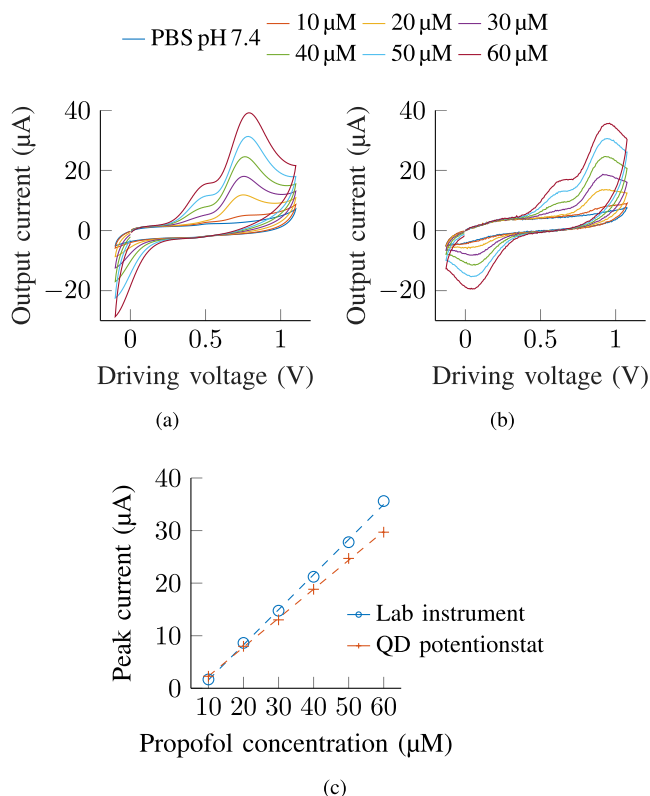 PBS pH 7.4
10 µM 20 µM 30 µM
40 µM 50 µM 60 µM
40
20
0
−20
0 0.5 1
Output current (µA)
Driving voltage (V)
(a)
40
20
0
−20
0 0.5 1
Output current (µA)
Driving voltage (V)
(b)
40
30
20
10
0
10 20 30 40 50 60
Peak current (µA)
Lab instrument
QD potentionstat
Propofol concentration (µM)
(c)